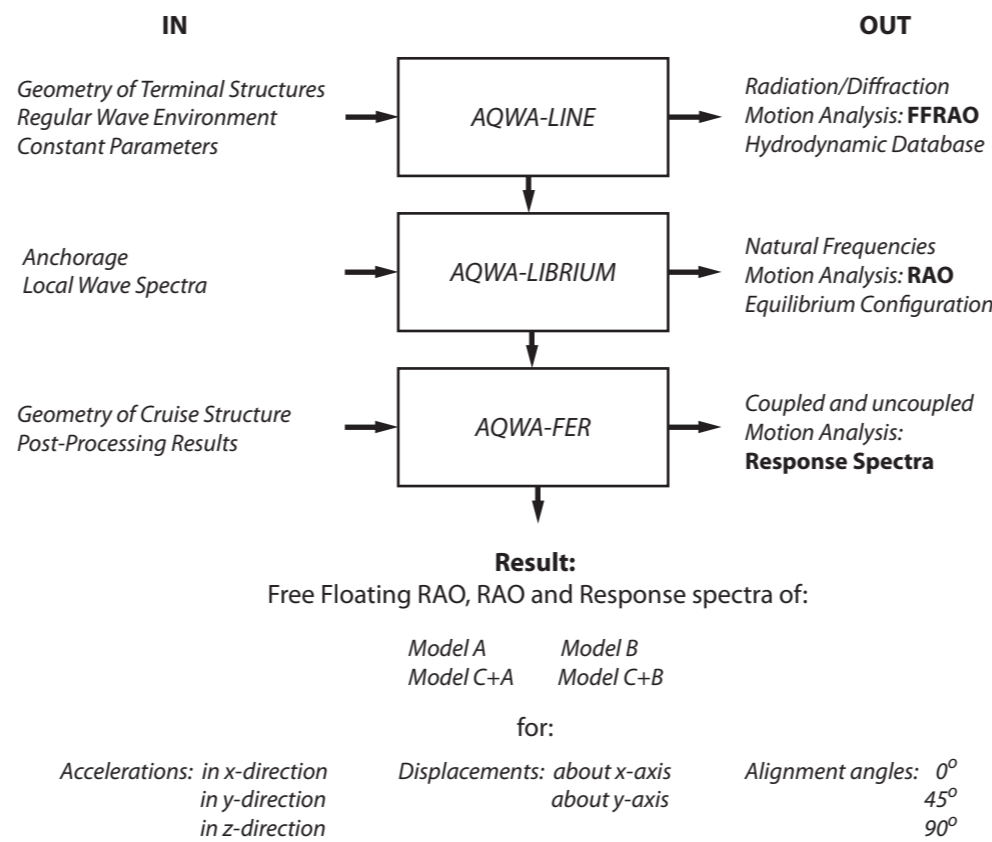 IN
OUT
Geometry of Terminal Structures
Regular Wave Environment
Constant Parameters
AQWA-LINE
Radiation/Diffraction
Motion Analysis: FFRAO
Hydrodynamic Database
Anchorage
Local Wave Spectra
AQWA-LIBRIUM
Natural Frequencies
Motion Analysis: RAO
Equilibrium Configuration
Geometry of Cruise Structure
Post-Processing Results
AQWA-FER
Coupled and uncoupled
Motion Analysis:
Response Spectra
Result:
Free Floating RAO, RAO and Response spectra of:
Model A Model B
Model C+A Model C+B
for:
Accelerations: in x-direction
in y-direction
in z-direction
Displacements: about x-axis
about y-axis
Alignment angles: 0º
45º
90º